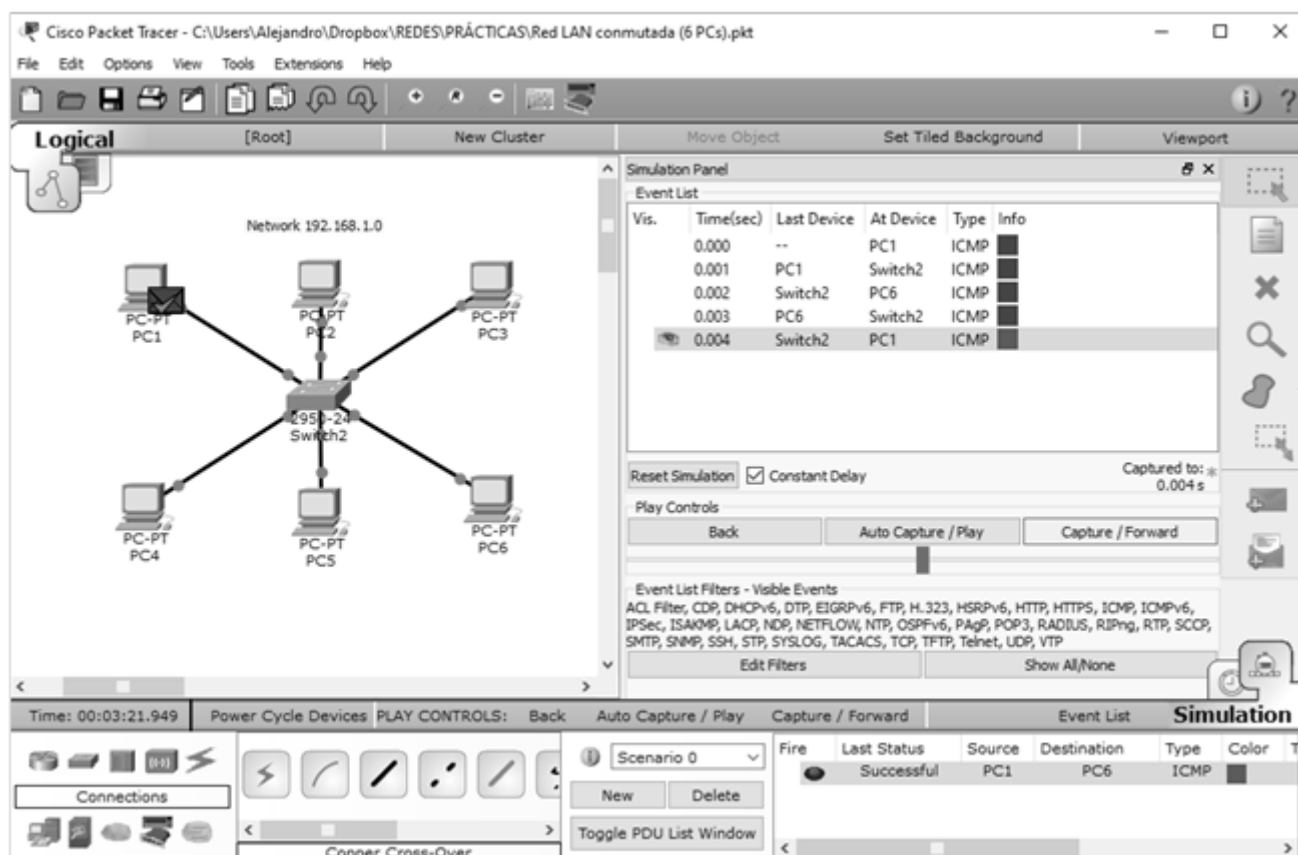 Cisco Packet Tracer - C:\Users\Alejandro\Dropbox\REDES\PRÁCTICAS\Red LAN conmutada (6 PCs).pkt
File Edit Options View Tools Extensions Help
Logical [Root] New Cluster Move Object Set Tiled Background Viewport
Network 192.168.1.0
PC-PT
PC1
PC-PT
PC2
PC-PT
PC3
2950-24
Switch2
PC-PT
PC4
PC-PT
PC5
PC-PT
PC6
Simulation Panel
Event List
Vis. Time(sec) Last Device At Device Type Info
0.000 -- PC1 ICMP
0.001 PC1 Switch2 ICMP
0.002 Switch2 PC6 ICMP
0.003 PC6 Switch2 ICMP
0.004 Switch2 PC1 ICMP
Reset Simulation Constant Delay Captured to: *
0.004 s
Play Controls
Back Auto Capture / Play Capture / Forward
Event List Filters - Visible Events
ACL Filter, CDP, DHCPv6, DTP, EIGRPv6, FTP, H.323, HSRPv6, HTTP, HTTPS, ICMP, ICMPv6,
IPSec, ISAKMP, LACP, NDP, NETFLOW, NTP, OSPFv6, PAgP, POP3, RADIUS, RIPng, RTP, SCCP,
SMTP, SNMP, SSH, STP, SYSLOG, TACACS, TCP, TFTP, Telnet, UDP, VTP
Edit Filters Show All/None
Time: 00:03:21.949 Power Cycle Devices PLAY CONTROLS: Back Auto Capture / Play Capture / Forward Event List Simulation
Connections
Copper Cross-Over
Scenario 0
New Delete
Toggle PDU List Window
Fire Last Status Source Destination Type Color T
Successful PC1 PC6 ICMP